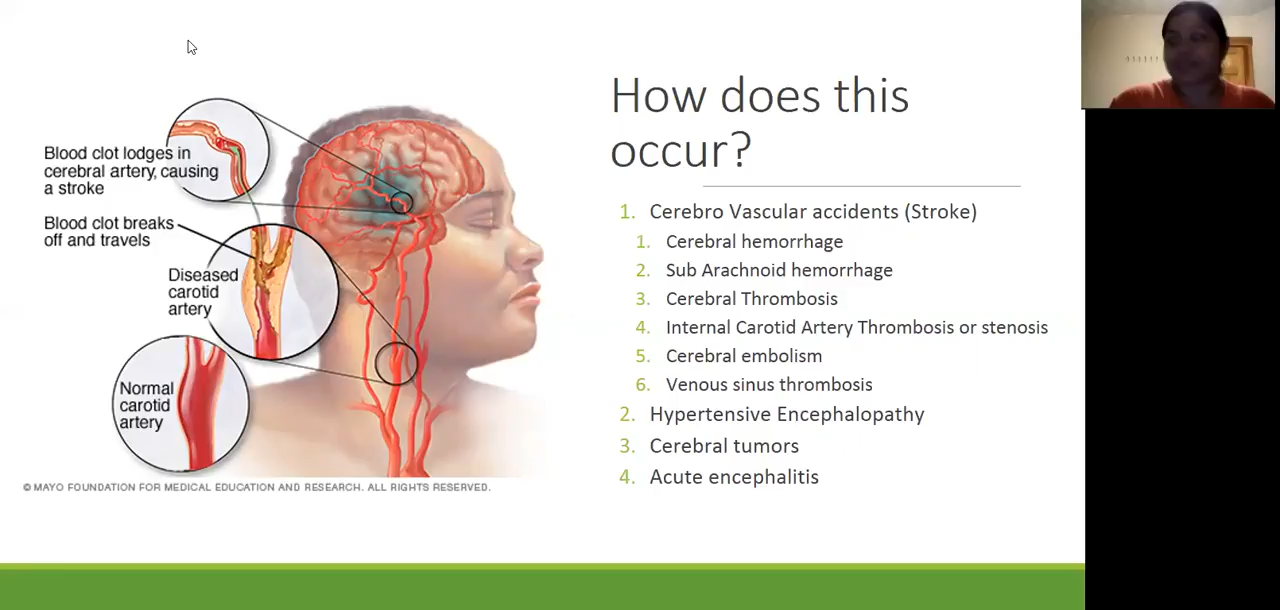 How does this
occur?
Blood clot lodges in
cerebral artery, causing
a stroke
Blood clot breaks
off and travels
Diseased
carotid
artery
Normal
carotid
artery
© MAYO FOUNDATION FOR MEDICAL EDUCATION AND RESEARCH. ALL RIGHTS RESERVED.
1. Cerebro Vascular accidents (Stroke)
1. Cerebral hemorrhage
2. Sub Arachnoid hemorrhage
3. Cerebral Thrombosis
4. Internal Carotid Artery Thrombosis or stenosis
5. Cerebral embolism
6. Venous sinus thrombosis
2. Hypertensive Encephalopathy
3. Cerebral tumors
4. Acute encephalitis